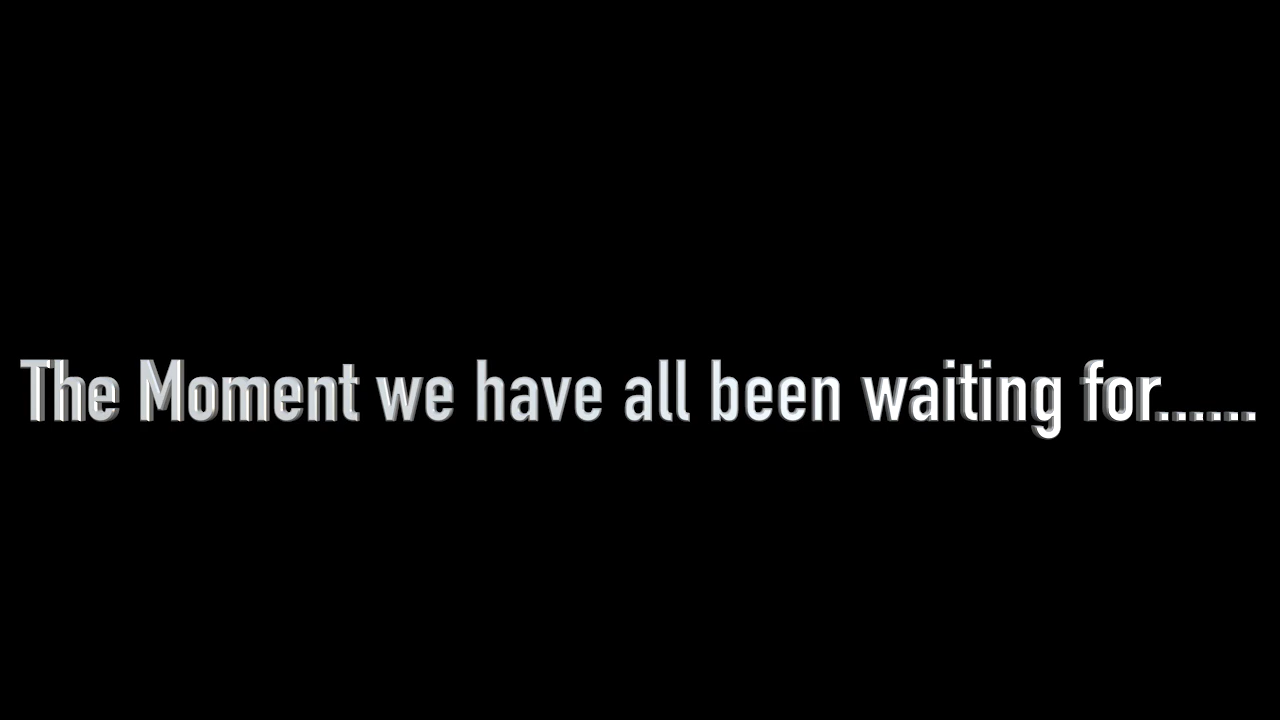 The Moment we have all been waiting for......